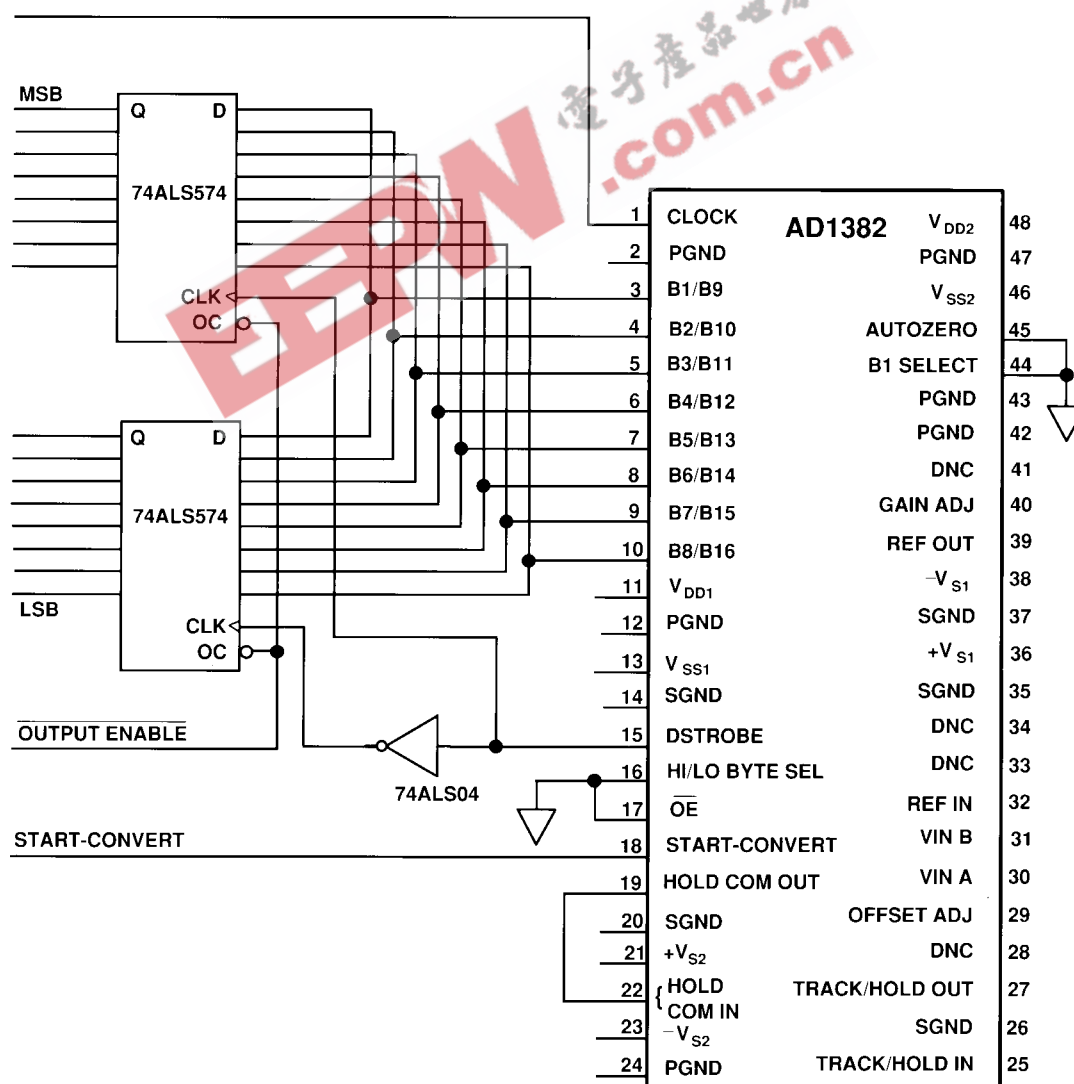 電子產品世界
EEPW
.com.cn
MSB
Q D
74ALS574
CLK
OC
Q D
74ALS574
LSB
CLK
OC
OUTPUT ENABLE
74ALS04
START-CONVERT
AD1382
1 CLOCK
2 PGND
3 B1/B9
4 B2/B10
5 B3/B11
6 B4/B12
7 B5/B13
8 B6/B14
9 B7/B15
10 B8/B16
11 VDD1
12 PGND
13 VSS1
14 SGND
15 DSTROBE
16 HI/LO BYTE SEL
17 OE
18 START-CONVERT
19 HOLD COM OUT
20 SGND
21 +VS2
22 { HOLD
COM IN
23 –VS2
24 PGND
VDD2 48
PGND 47
VSS2 46
AUTOZERO 45
B1 SELECT 44
PGND 43
PGND 42
DNC 41
GAIN ADJ 40
REF OUT 39
–VS1 38
SGND 37
+VS1 36
SGND 35
DNC 34
DNC 33
REF IN 32
VIN B 31
VIN A 30
OFFSET ADJ 29
DNC 28
TRACK/HOLD OUT 27
SGND 26
TRACK/HOLD IN 25